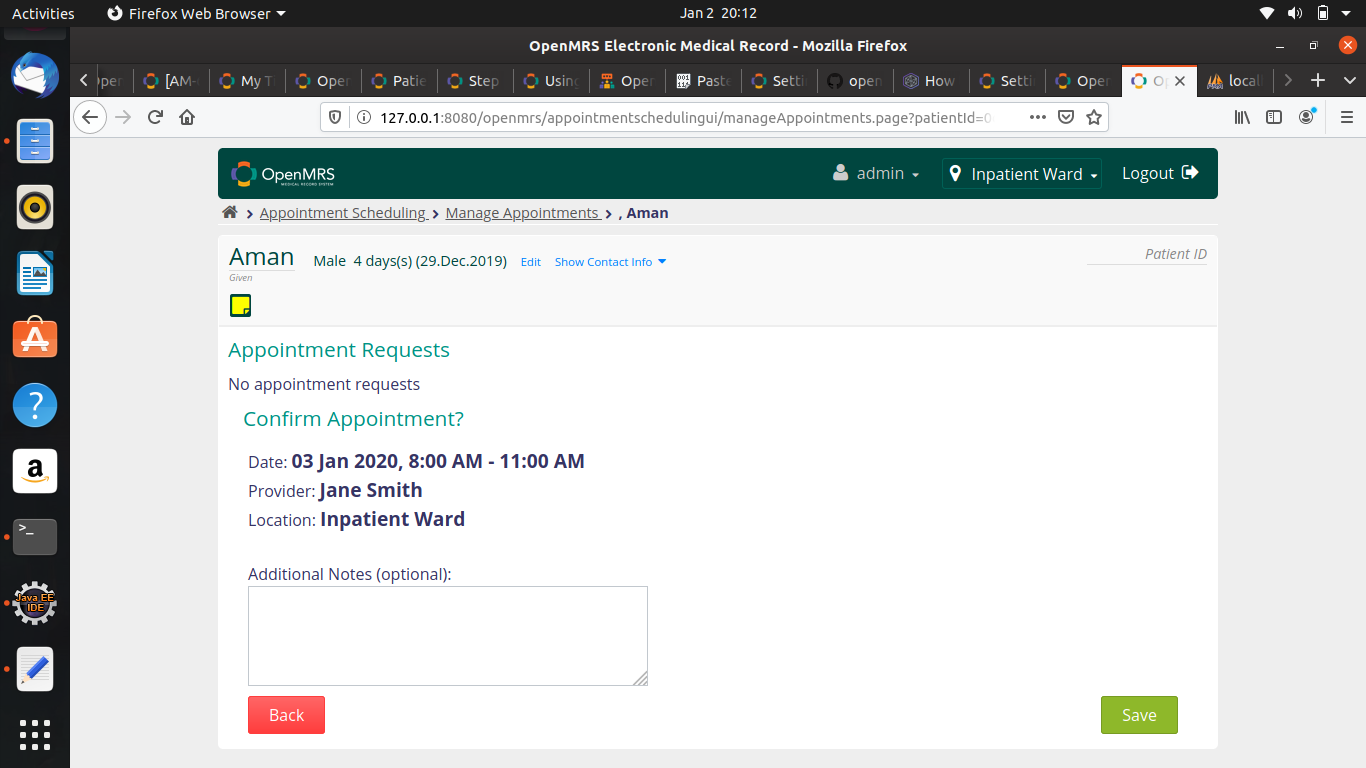 Activities Firefox Web Browser Jan 2 20:12
OpenMRS Electronic Medical Record - Mozilla Firefox
[AM- My T Oper Patie Step Using Oper Paste Setti open How Setti Oper locall
127.0.0.1:8080/openmrs/appointmentschedulingui/manageAppointments.page?patientId=0
OpenMRS admin Inpatient Ward Logout
MEDICAL RECORD SYSTEM
Appointment Scheduling Manage Appointments , Aman
Aman Male 4 days(s) (29.Dec.2019) Edit Show Contact Info Patient ID
Given
Appointment Requests
No appointment requests
Confirm Appointment?
Date: 03 Jan 2020, 8:00 AM - 11:00 AM
Provider: Jane Smith
Location: Inpatient Ward
Additional Notes (optional):
Back Save
Java EE
IDE